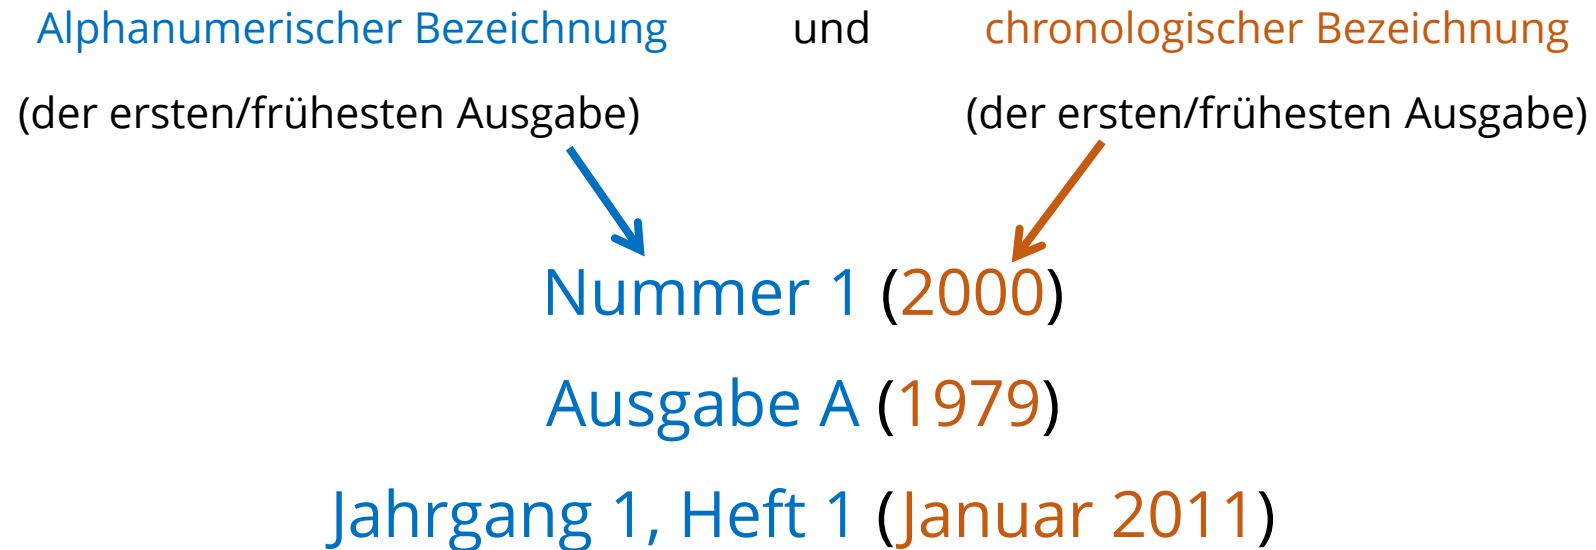 Alphanumerischer Bezeichnung und chronologischer Bezeichnung
(der ersten/frühesten Ausgabe) (der ersten/frühesten Ausgabe)
Nummer 1 (2000)
Ausgabe A (1979)
Jahrgang 1, Heft 1 (Januar 2011)